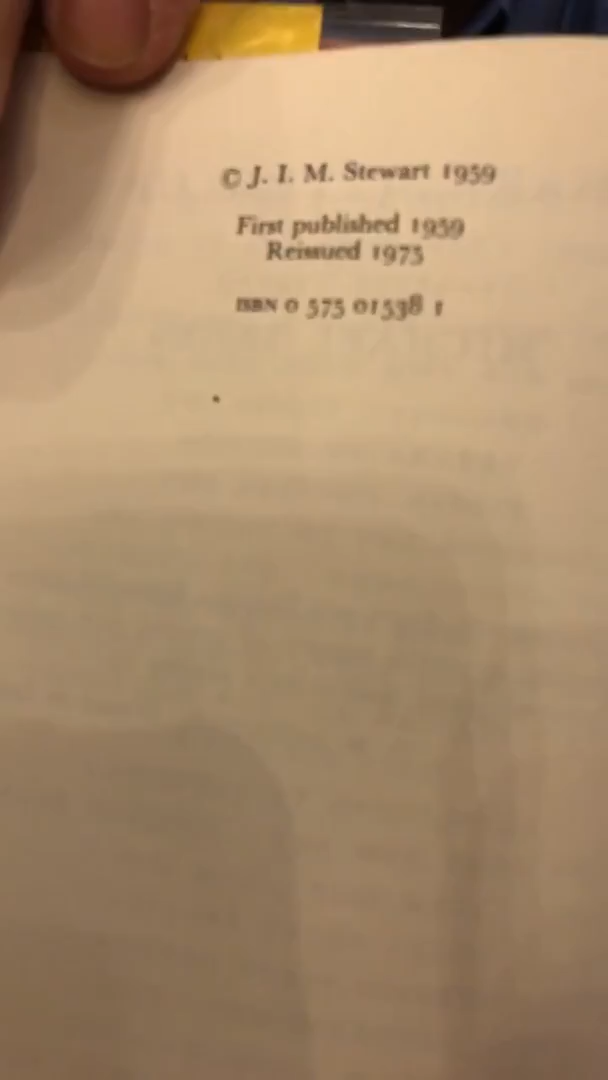 © J. I. M. Stewart 1959
First published 1959
Reissued 1973
ISBN 0 575 01538 1